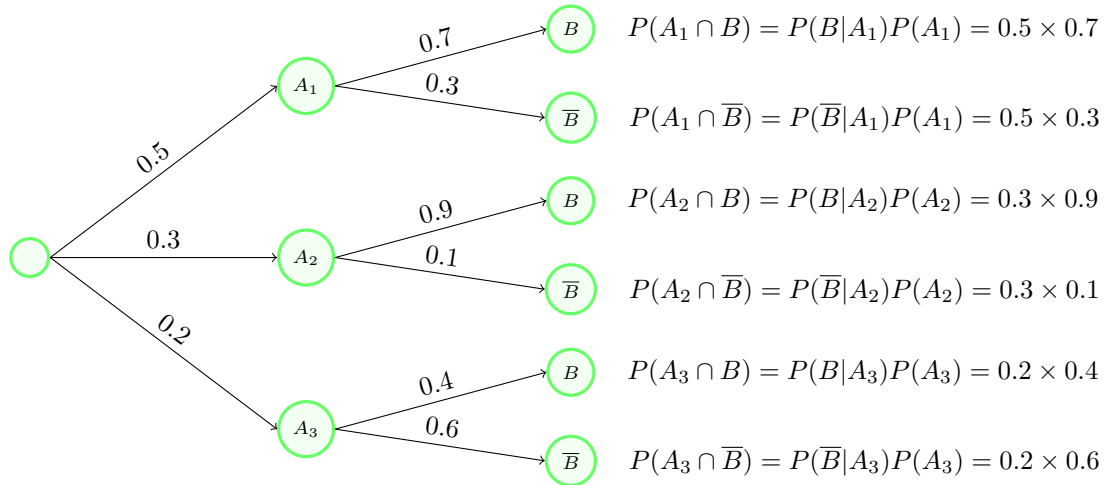 0.7
B
P(A₁ ∩ B) = P(B|A₁)P(A₁) = 0.5 × 0.7
A₁
0.3
B̅
P(A₁ ∩ B̅) = P(B̅|A₁)P(A₁) = 0.5 × 0.3
0.5
0.9
B
P(A₂ ∩ B) = P(B|A₂)P(A₂) = 0.3 × 0.9
0.3
A₂
0.1
B̅
P(A₂ ∩ B̅) = P(B̅|A₂)P(A₂) = 0.3 × 0.1
0.2
0.4
B
P(A₃ ∩ B) = P(B|A₃)P(A₃) = 0.2 × 0.4
A₃
0.6
B̅
P(A₃ ∩ B̅) = P(B̅|A₃)P(A₃) = 0.2 × 0.6